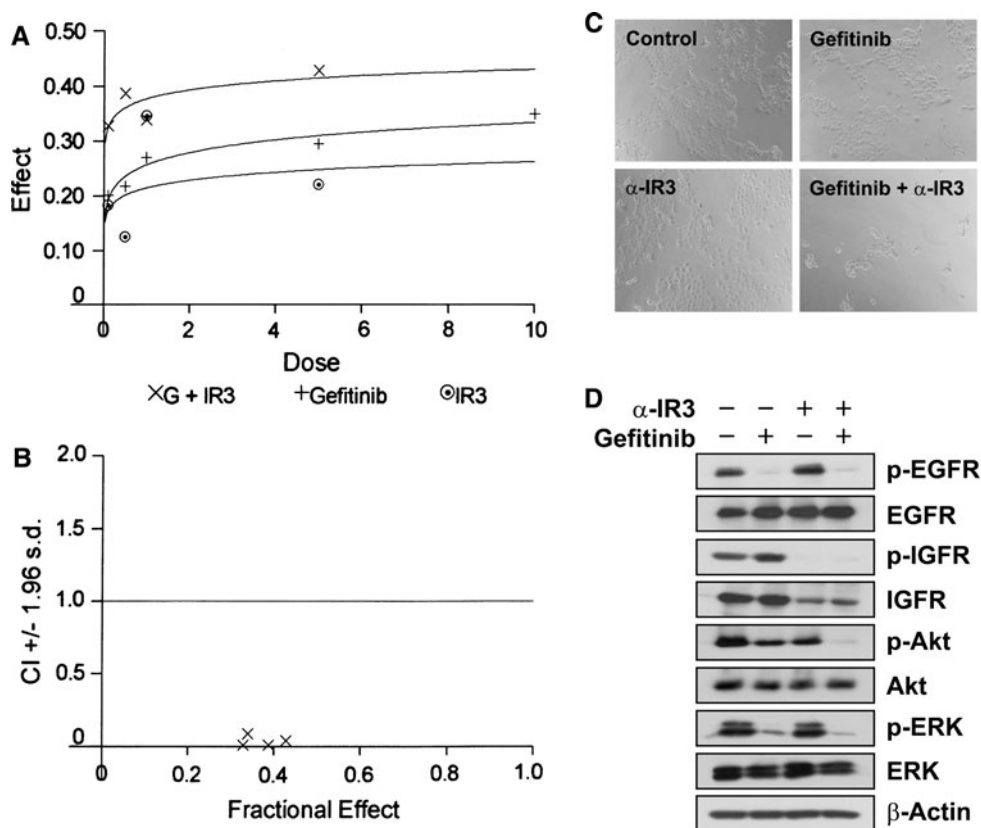 A
0.50
0.40
0.30
0.20
0.10
0
Effect
0 2 4 6 8 10
Dose
×G + IR3 +Gefitinib ⊙IR3
B
2.0
1.5
1.0
0.5
0
CI +/- 1.96 s.d.
0 0.2 0.4 0.6 0.8 1.0
Fractional Effect
C
Control
Gefitinib
α-IR3
Gefitinib + α-IR3
D
α-IR3 – – + +
Gefitinib – + – +
p-EGFR
EGFR
p-IGFR
IGFR
p-Akt
Akt
p-ERK
ERK
β-Actin